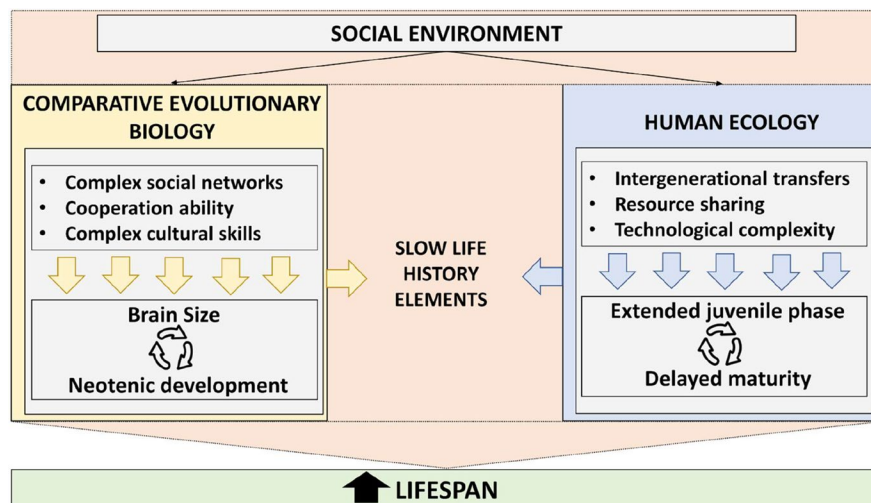 SOCIAL ENVIRONMENT
COMPARATIVE EVOLUTIONARY
BIOLOGY
• Complex social networks
• Cooperation ability
• Complex cultural skills
Brain Size
Neotenic development
SLOW LIFE
HISTORY
ELEMENTS
HUMAN ECOLOGY
• Intergenerational transfers
• Resource sharing
• Technological complexity
Extended juvenile phase
Delayed maturity
LIFESPAN